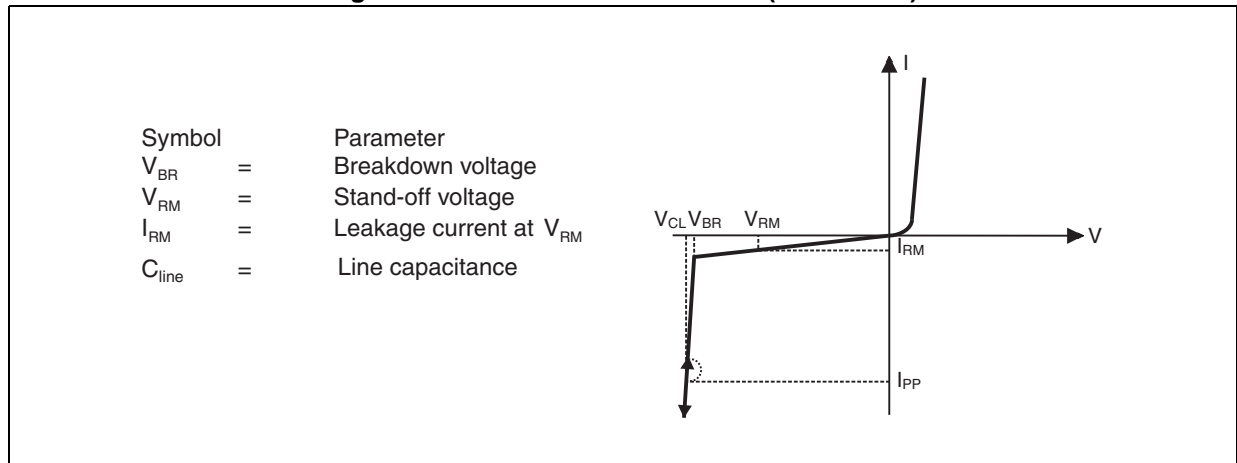 Symbol Parameter
V_BR = Breakdown voltage
V_RM = Stand-off voltage
I_RM = Leakage current at V_RM
C_line = Line capacitance
I
V_CL V_BR V_RM
V
I_RM
I_PP